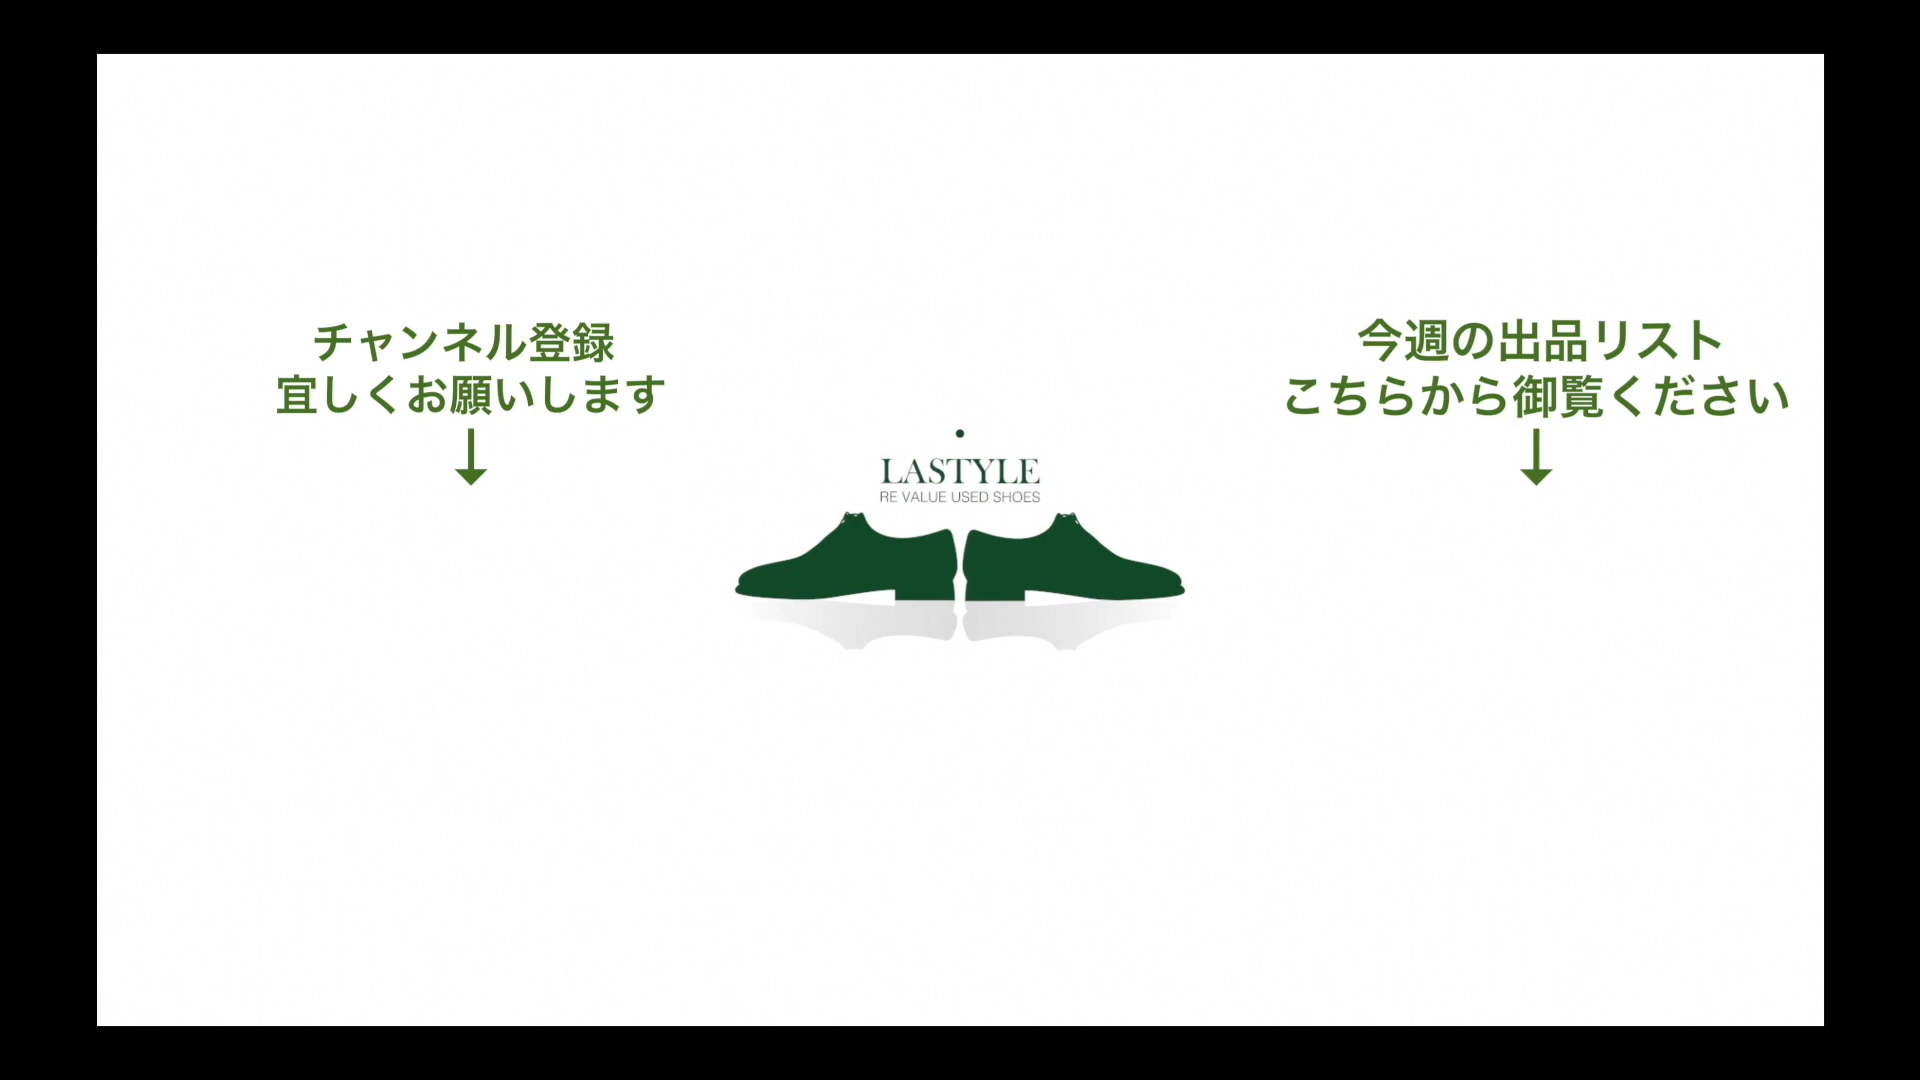 チャンネル登録
宜しくお願いします
↓
今週の出品リスト
こちらから御覧ください
↓
LASTYLE
RE VALUE USED SHOES